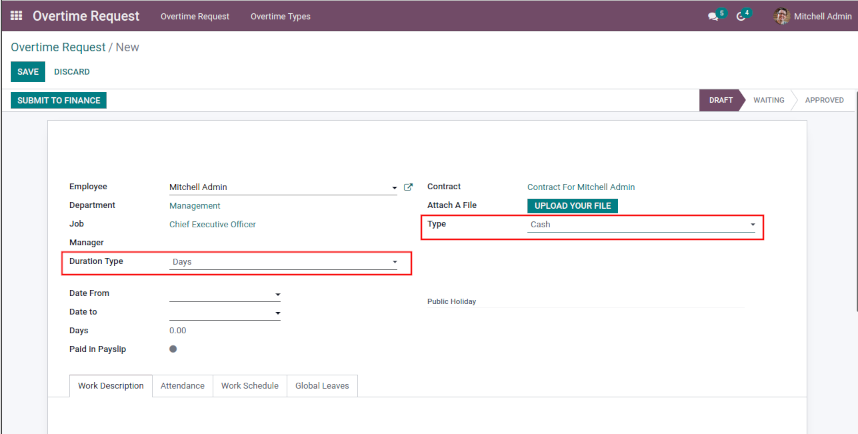 Overtime Request Overtime Request Overtime Types 5 4 Mitchell Admin
Overtime Request / New
SAVE DISCARD
SUBMIT TO FINANCE DRAFT WAITING APPROVED
Employee Mitchell Admin Contract Contract For Mitchell Admin
Department Management Attach A File UPLOAD YOUR FILE
Job Chief Executive Officer Type Cash
Manager
Duration Type Days
Date From
Public Holiday
Date to
Days 0.00
Paid In Payslip
Work Description Attendance Work Schedule Global Leaves